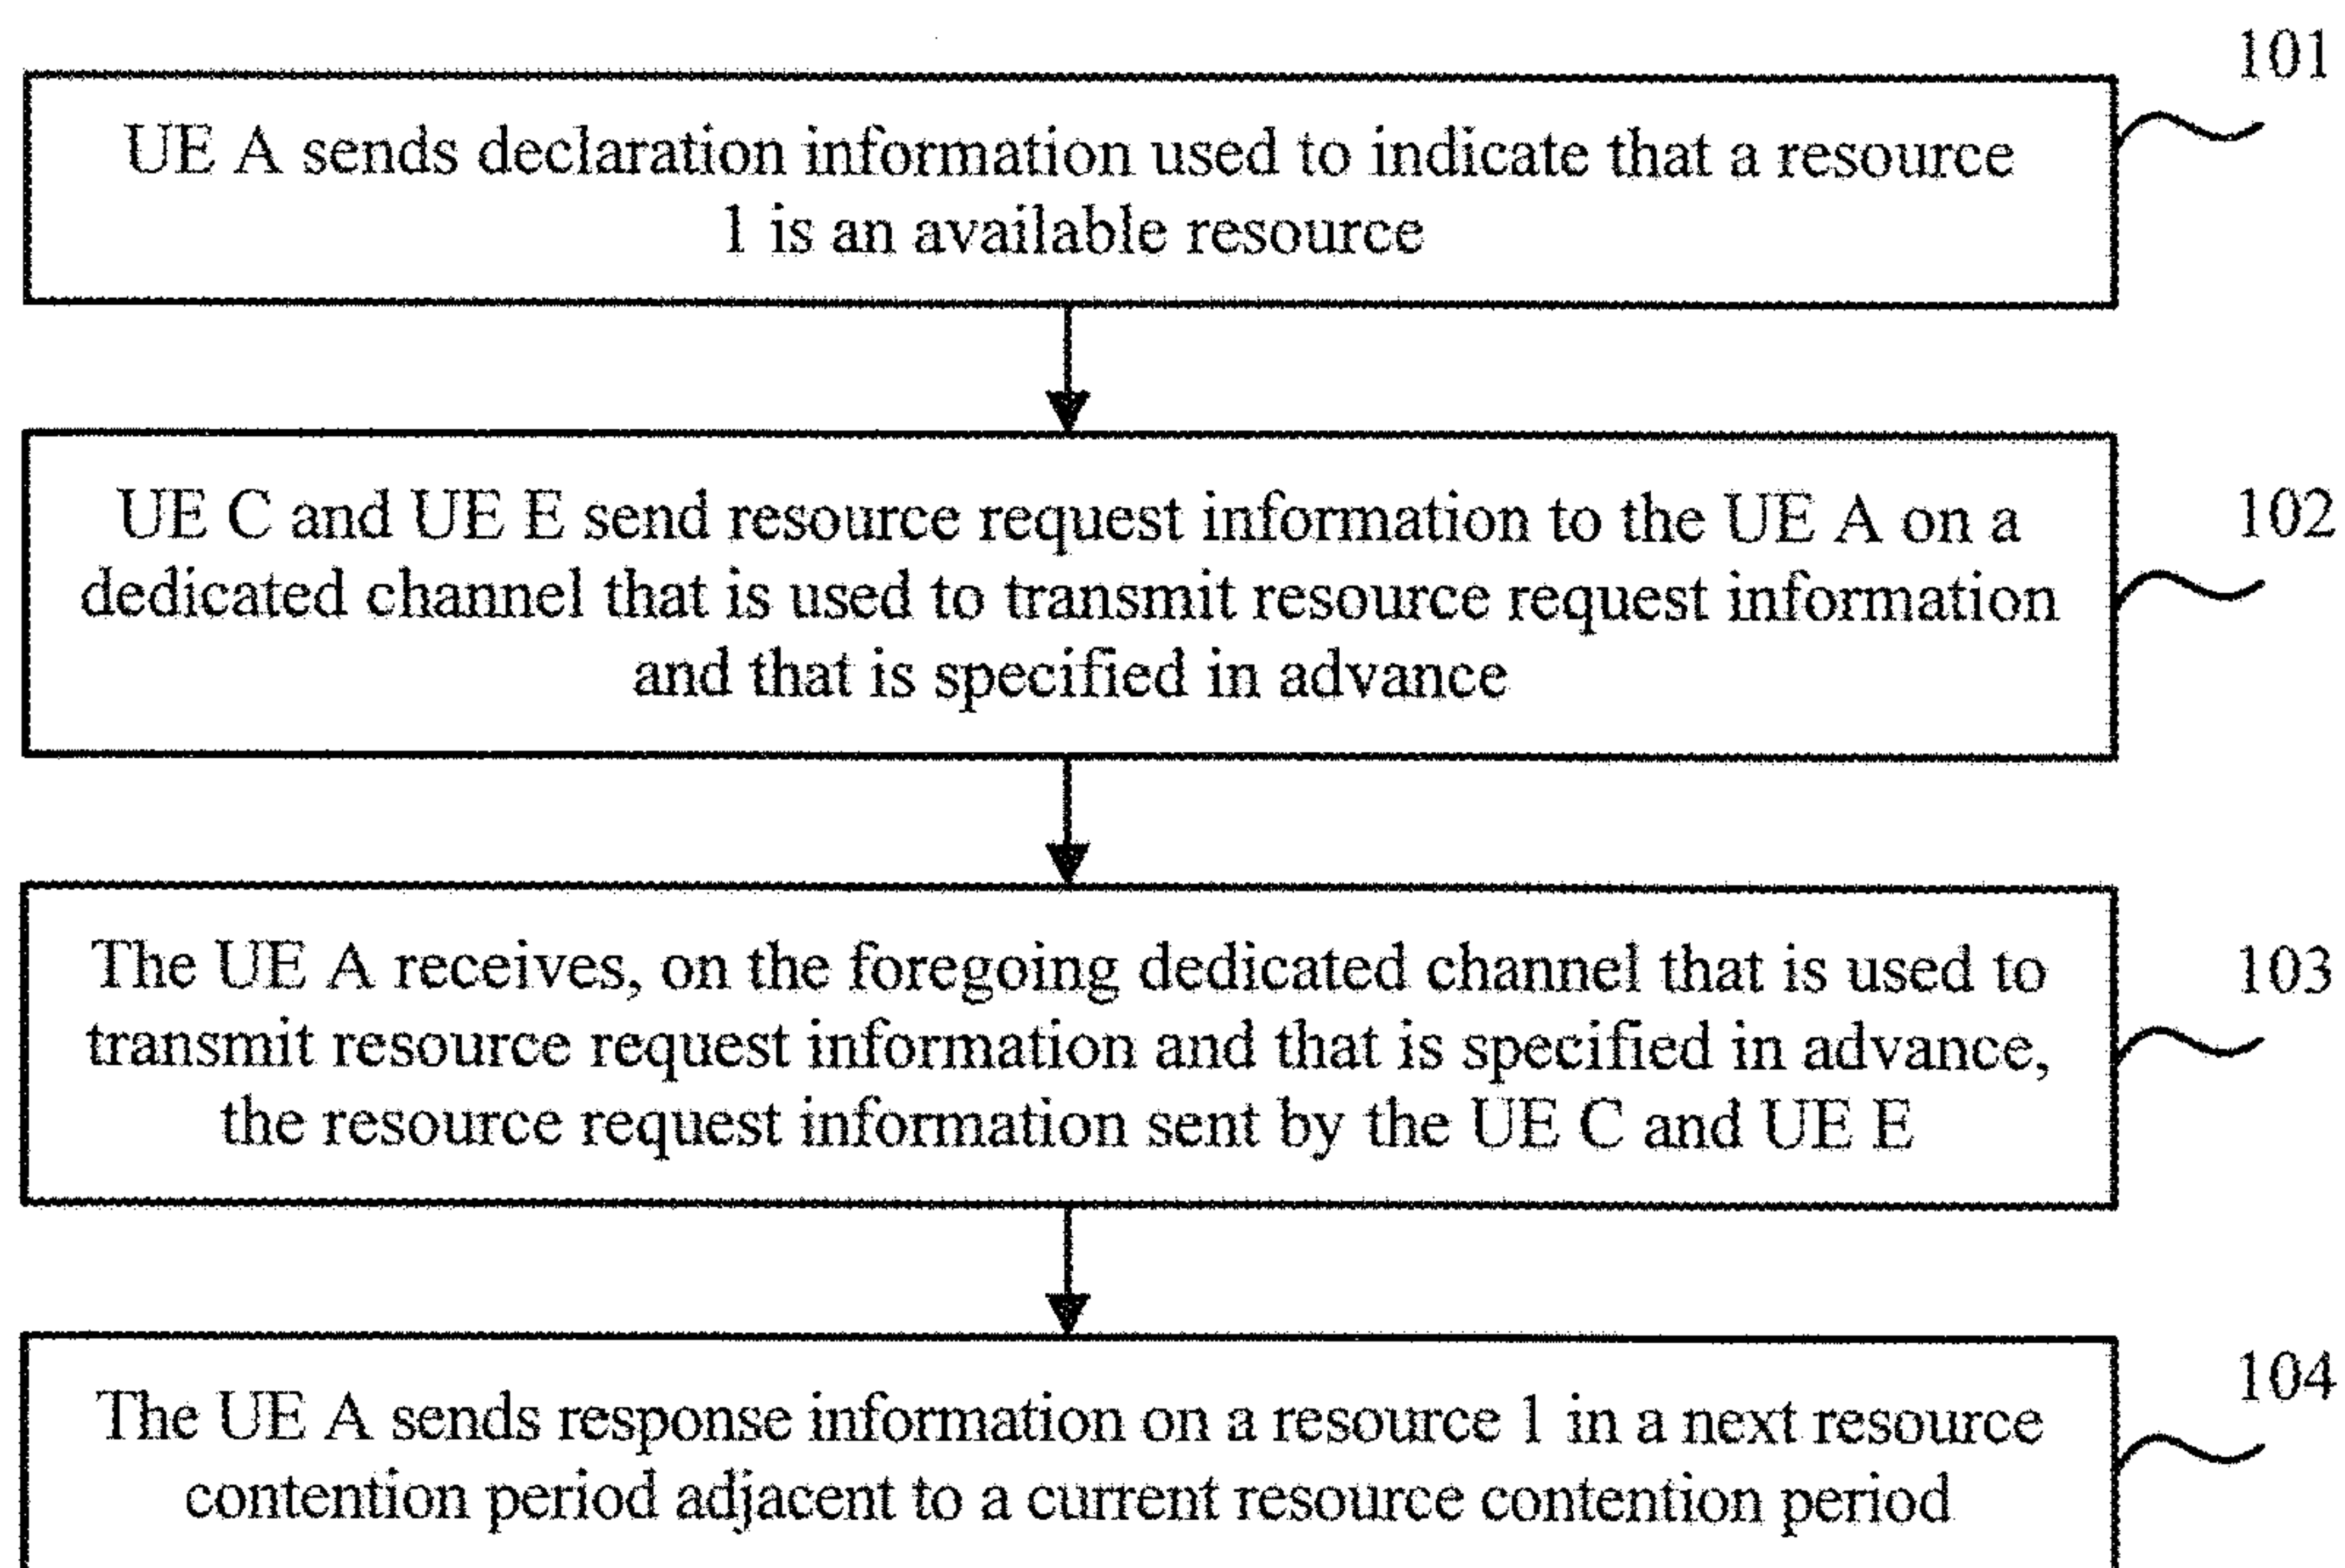 101
UE A sends declaration information used to indicate that a resource
1 is an available resource
UE C and UE E send resource request information to the UE A on a
102
dedicated channel that is used to transmit resource request information
and that is specified in advance
The UE A receives, on the foregoing dedicated channel that is used to
103
transmit resource request information and that is specified in advance,
the resource request information sent by the UE C and UE E
104
The UE A sends response information on a resource 1 in a next resource
contention period adjacent to a current resource contention period